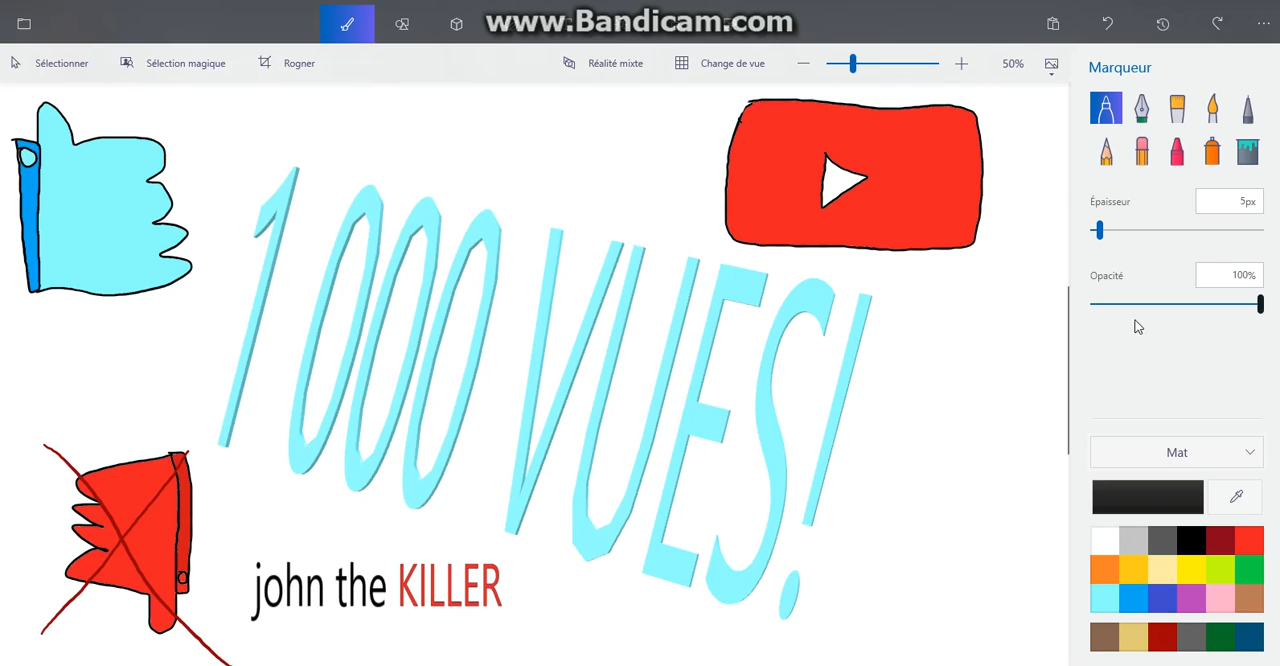 www.Bandicam.com
Sélectionner
Sélection magique
Rogner
Réalité mixte
Change de vue
50%
Marqueur
Épaisseur
5px
Opacité
100%
Mat
1 000 VUES!
john the KILLER